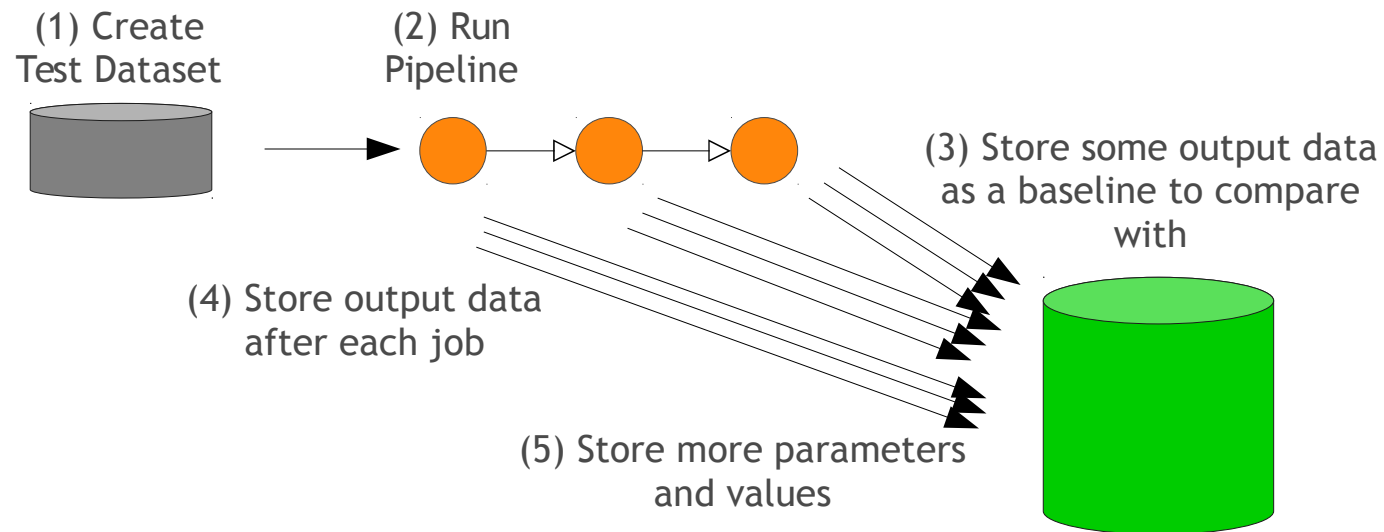 (1) Create
Test Dataset
(2) Run
Pipeline
(3) Store some output data
as a baseline to compare
with
(4) Store output data
after each job
(5) Store more parameters
and values